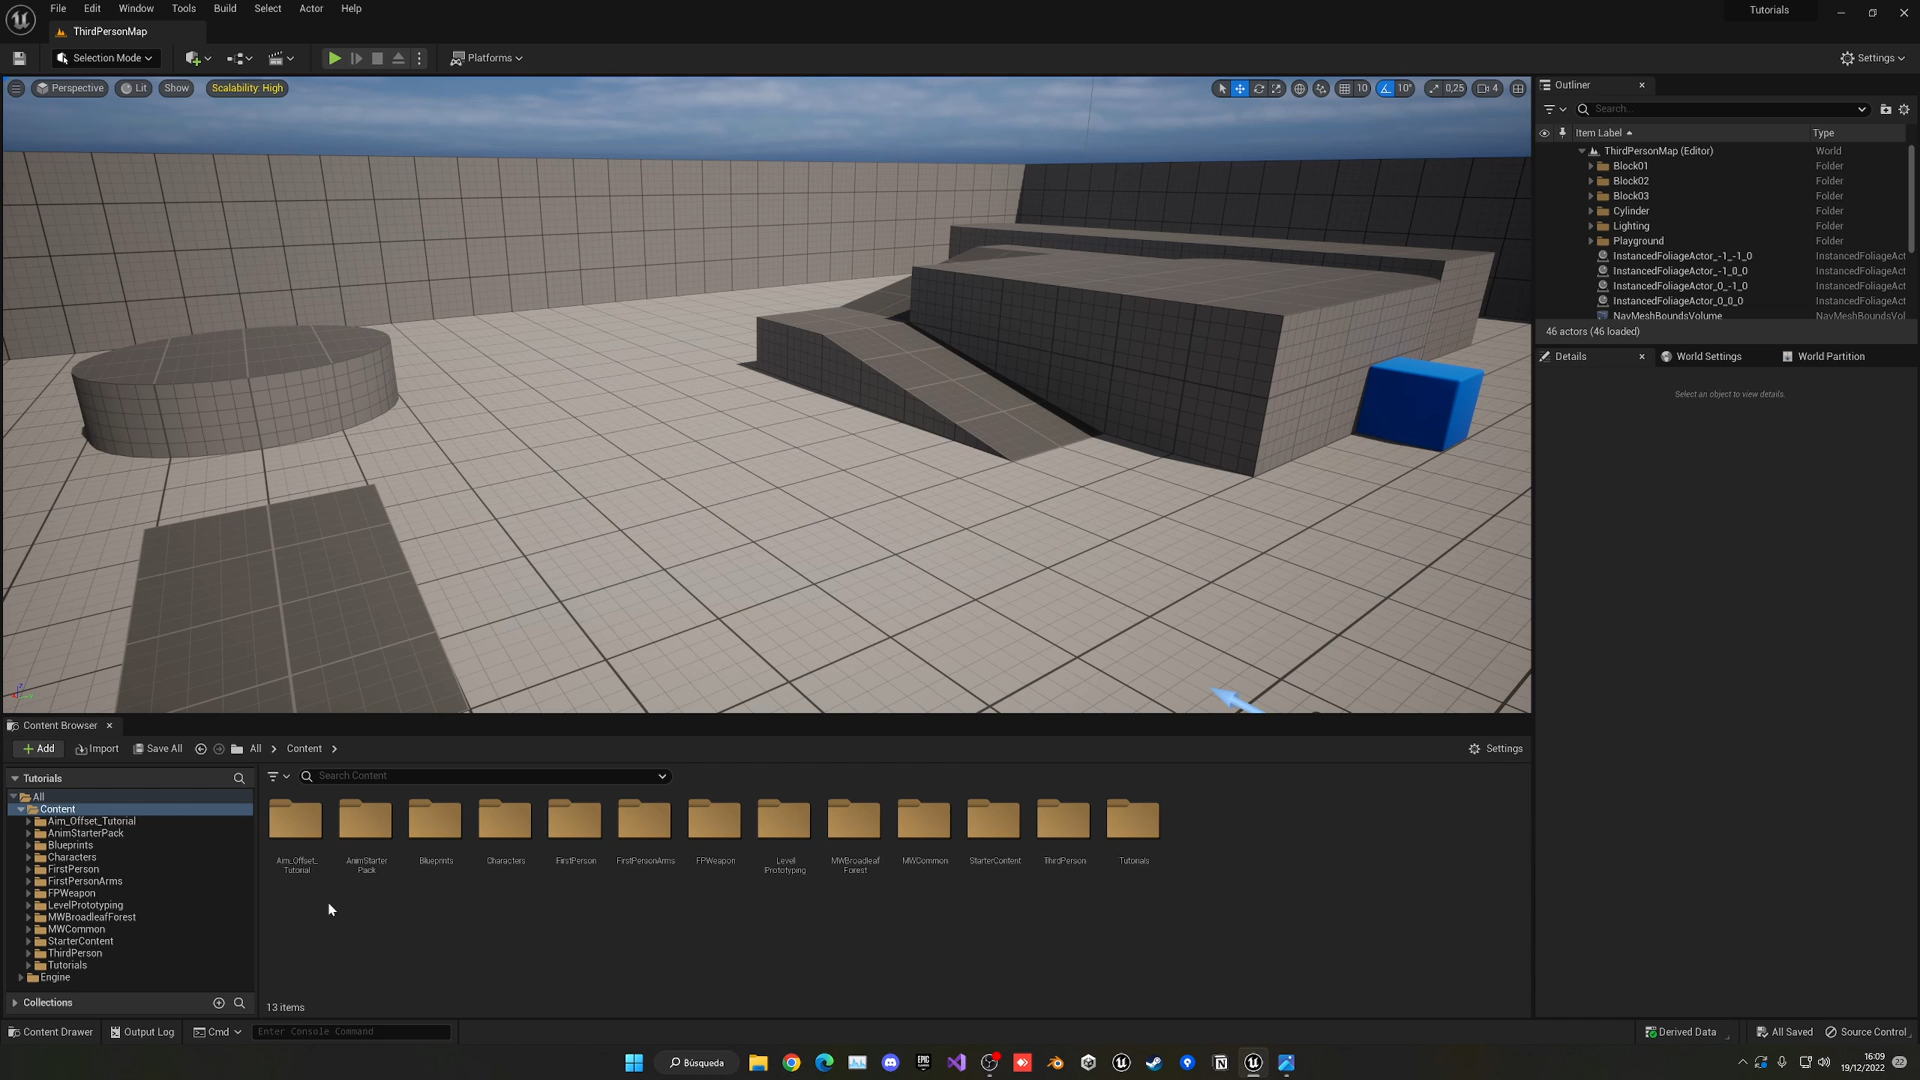 File Edit Window Tools Build Select Actor Help
Tutorials
ThirdPersonMap
Selection Mode
Platforms
Settings
Perspective Lit Show Scalability: High
10 10° 0,25 4
Outliner
Search...
Item Label Type
ThirdPersonMap (Editor) World
Block01 Folder
Block02 Folder
Block03 Folder
Cylinder Folder
Lighting Folder
Playground Folder
InstancedFoliageActor_-1_-1_0 InstancedFoliageAct
InstancedFoliageActor_-1_0_0 InstancedFoliageAct
InstancedFoliageActor_0_-1_0 InstancedFoliageAct
InstancedFoliageActor_0_0_0 InstancedFoliageAct
NavMeshBoundsVolume NavMeshBoundsVol
46 actors (46 loaded)
Details World Settings World Partition
Select an object to view details.
Content Browser
Add Import Save All All Content Settings
Tutorials
Search Content
All
Content
Aim_Offset_Tutorial
AnimStarterPack
Blueprints
Characters
FirstPerson
FirstPersonArms
FPWeapon
LevelPrototyping
MWBroadleafForest
MWCommon
StarterContent
ThirdPerson
Tutorials
Engine
Collections
Aim_Offset_
Tutorial
AnimStarter
Pack
Blueprints
Characters
FirstPerson
FirstPersonArms
FPWeapon
Level
Prototyping
MWBroadleaf
Forest
MWCommon
StarterContent
ThirdPerson
Tutorials
13 items
Content Drawer Output Log Cmd Enter Console Command
Derived Data All Saved Source Control
Búsqueda
EPIC
GAMES
16:09
19/12/2022
22